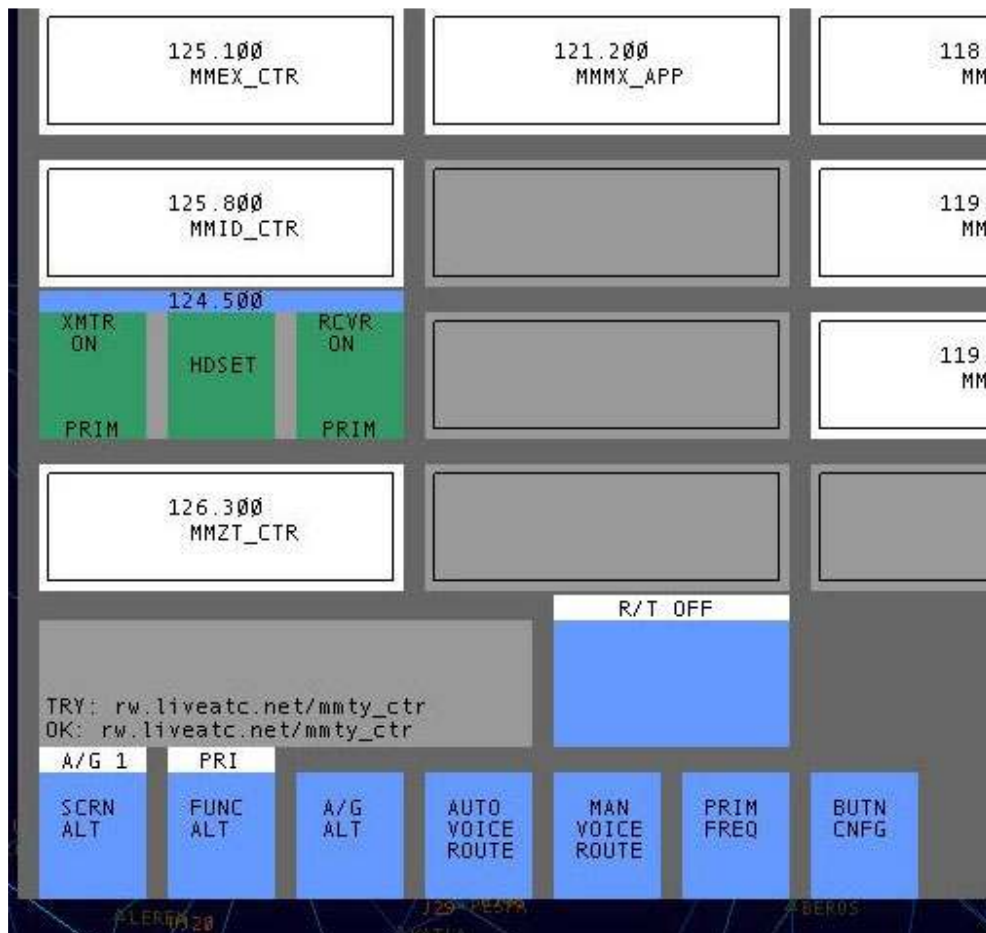 125.100
MMEX_CTR
121.200
MMMX_APP
118
MM
125.800
MMID_CTR
119
MM
124.500
XMTR
ON
HDSET
RCVR
ON
PRIM
PRIM
119.
MM
126.300
MMZT_CTR
R/T OFF
TRY: rw.liveatc.net/mmty_ctr
OK: rw.liveatc.net/mmty_ctr
A/G 1
PRI
SCRN
ALT
FUNC
ALT
A/G
ALT
AUTO
VOICE
ROUTE
MAN
VOICE
ROUTE
PRIM
FREQ
BUTN
CNFG
BEROS